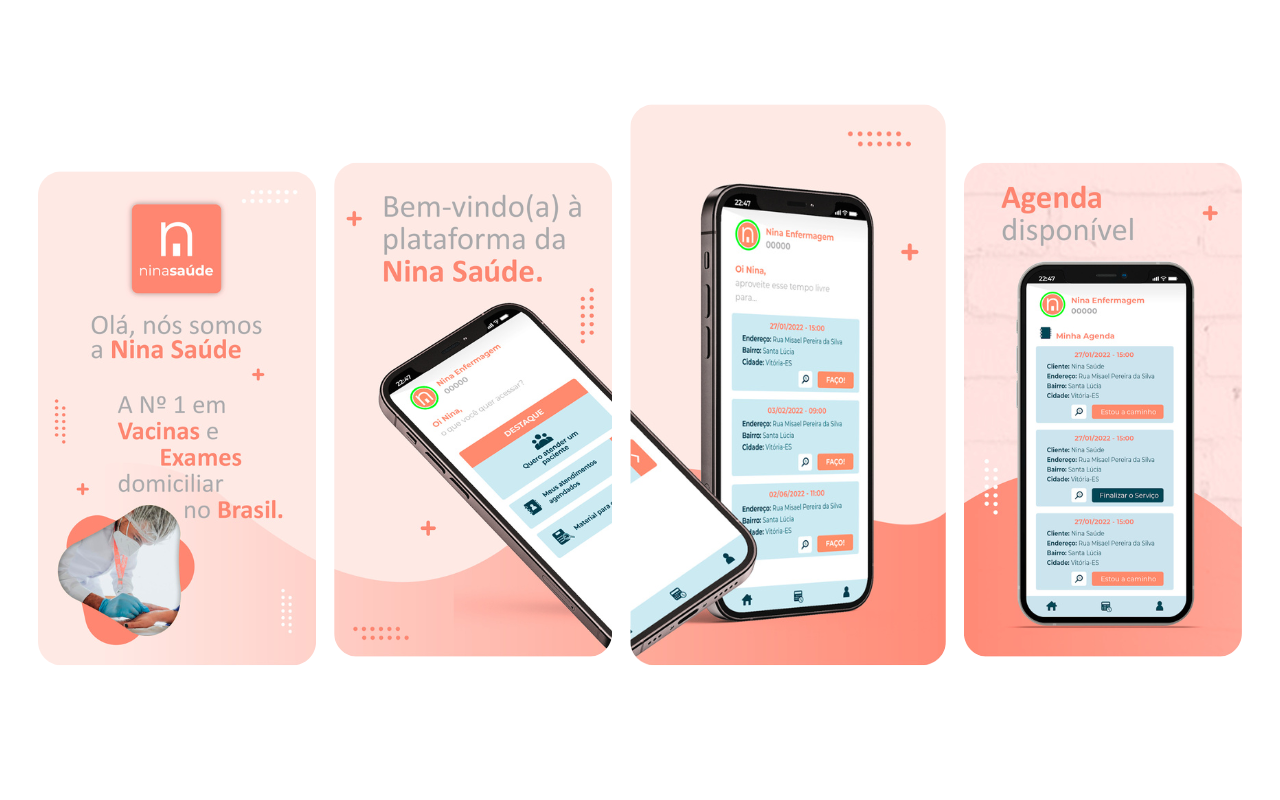 ninasaúde
Olá, nós somos
a Nina Saúde
A Nº 1 em
Vacinas e
Exames
domiciliar
no Brasil.
Bem-vindo(a) à
plataforma da
Nina Saúde.
22:47
Nina Enfermagem
00000
Oi Nina,
o que você quer acessar?
DESTAQUE
Quero atender um
paciente
Meus atendimentos
agendados
Material para
22:47
Nina Enfermagem
00000
Oi Nina,
aproveite esse tempo livre
para...
27/01/2022 - 15:00
Endereço: Rua Misael Pereira da Silva
Bairro: Santa Lúcia
Cidade: Vitória-ES
FAÇO!
03/02/2022 - 09:00
Endereço: Rua Misael Pereira da Silva
Bairro: Santa Lúcia
Cidade: Vitória-ES
FAÇO!
02/06/2022 - 11:00
Endereço: Rua Misael Pereira da Silva
Bairro: Santa Lúcia
Vitória-ES
FAÇO!
Agenda
disponível
22:47
Nina Enfermagem
00000
Minha Agenda
27/01/2022 - 15:00
Cliente: Nina Saúde
Endereço: Rua Misael Pereira da Silva
Bairro: Santa Lúcia
Cidade: Vitória-ES
Estou a caminho
27/01/2022 - 15:00
Cliente: Nina Saúde
Endereço: Rua Misael Pereira da Silva
Bairro: Santa Lúcia
Cidade: Vitória-ES
Finalizar o Serviço
27/01/2022 - 15:00
Cliente: Nina Saúde
Endereço: Rua Misael Pereira da Silva
Bairro: Santa Lúcia
Cidade: Vitória-ES
Estou a caminho